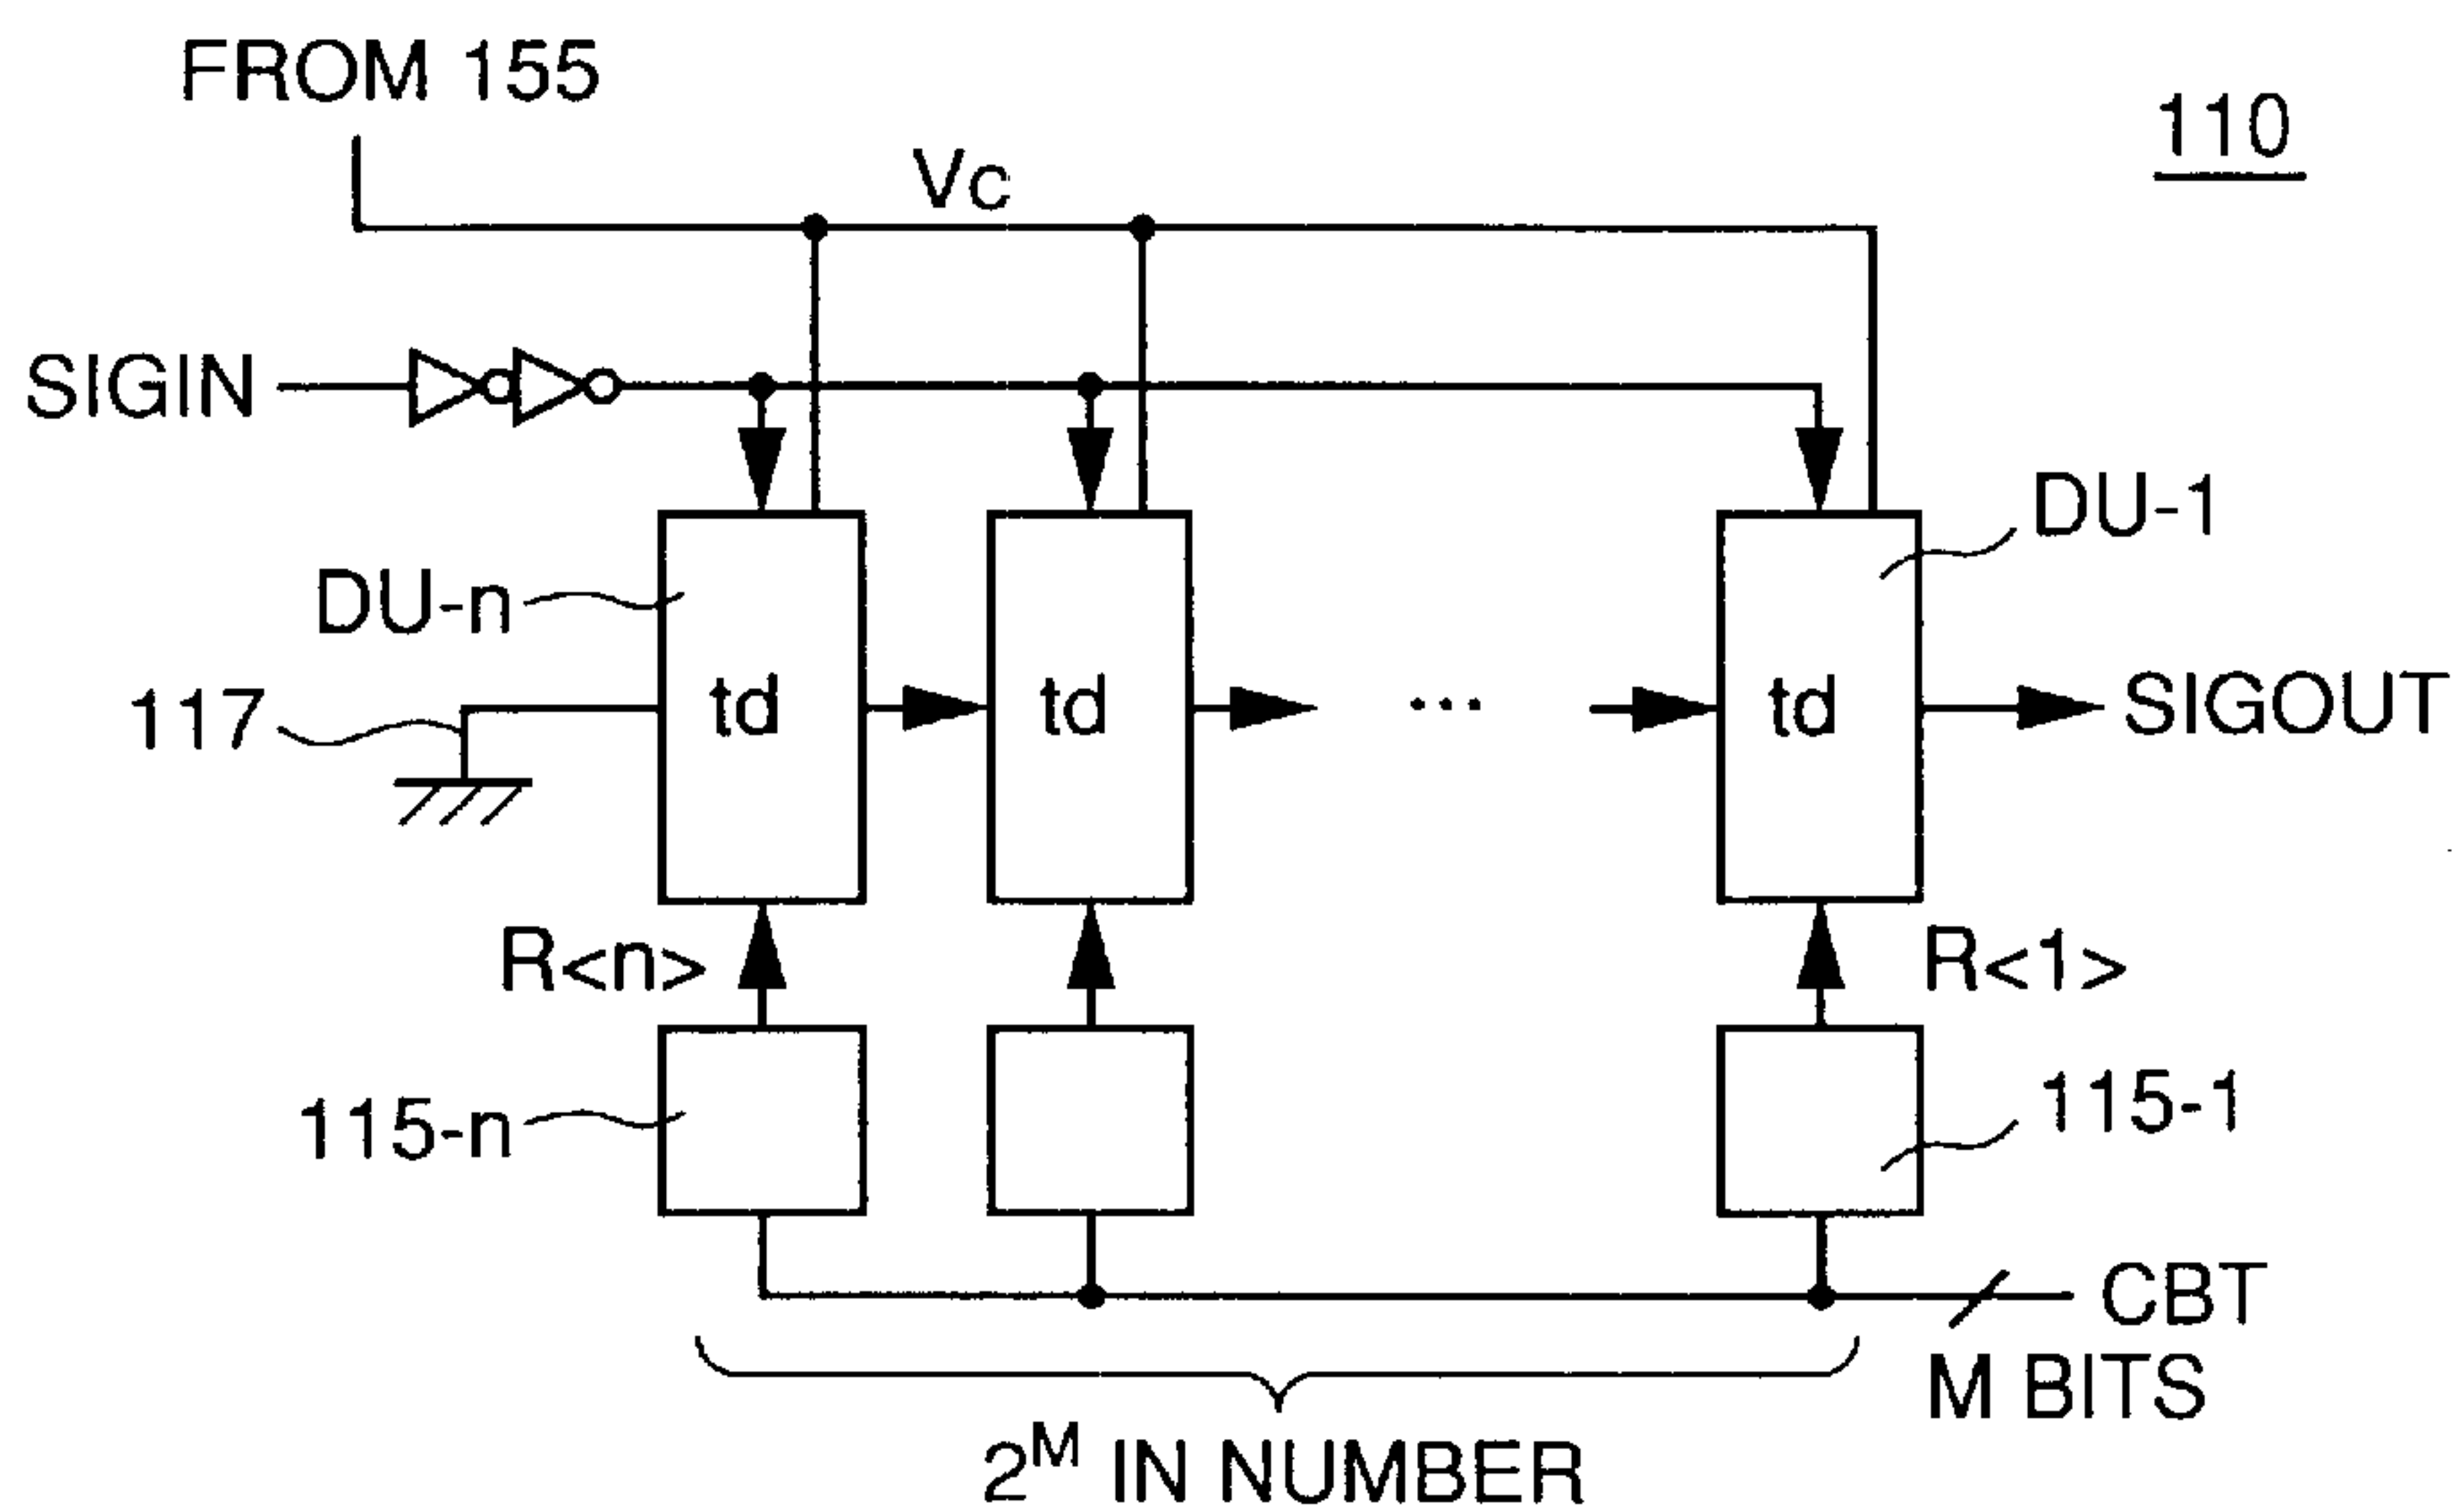 FROM 155
110
Vc
SIGIN
DU-1
DU-n
117
td
td
...
td
SIGOUT
R<n>
R<1>
115-n
115-1
CBT
M BITS
2^M IN NUMBER